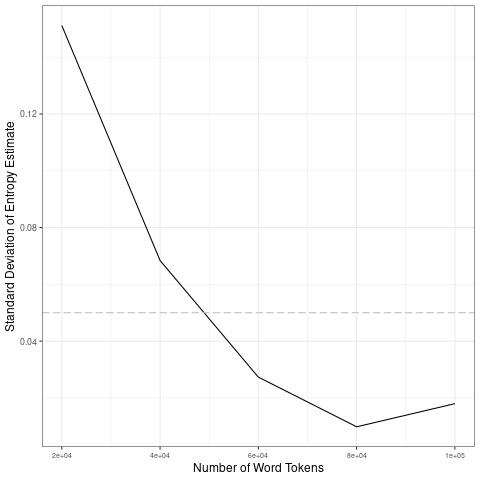 Standard Deviation of Entropy Estimate
0.12
0.08
0.04
2e+04 4e+04 6e+04 8e+04 1e+05
Number of Word Tokens